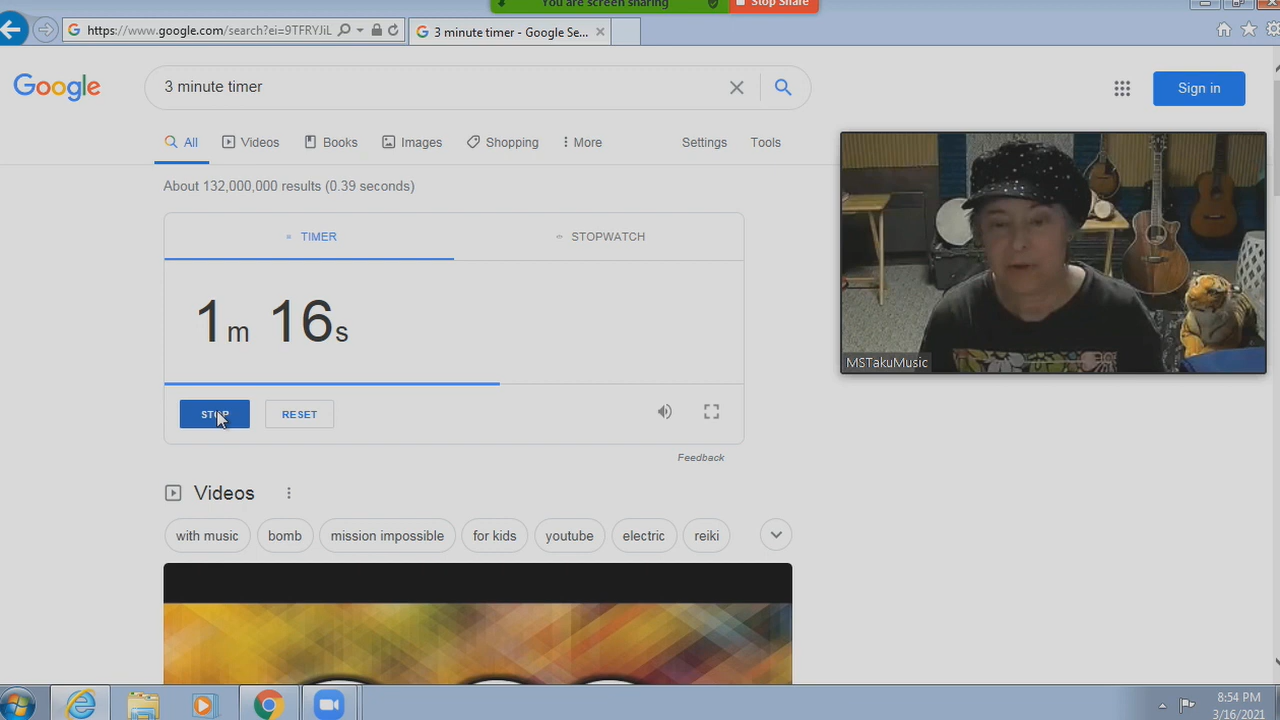 You are screen sharing
Stop Share
https://www.google.com/search?ei=9TFRYJiL
3 minute timer - Google Se...
Google
3 minute timer
Sign in
All
Videos
Books
Images
Shopping
More
Settings
Tools
About 132,000,000 results (0.39 seconds)
TIMER
STOPWATCH
1m 16s
STOP
RESET
Feedback
MSTakuMusic
Videos
with music
bomb
mission impossible
for kids
youtube
electric
reiki
8:54 PM
3/16/2021